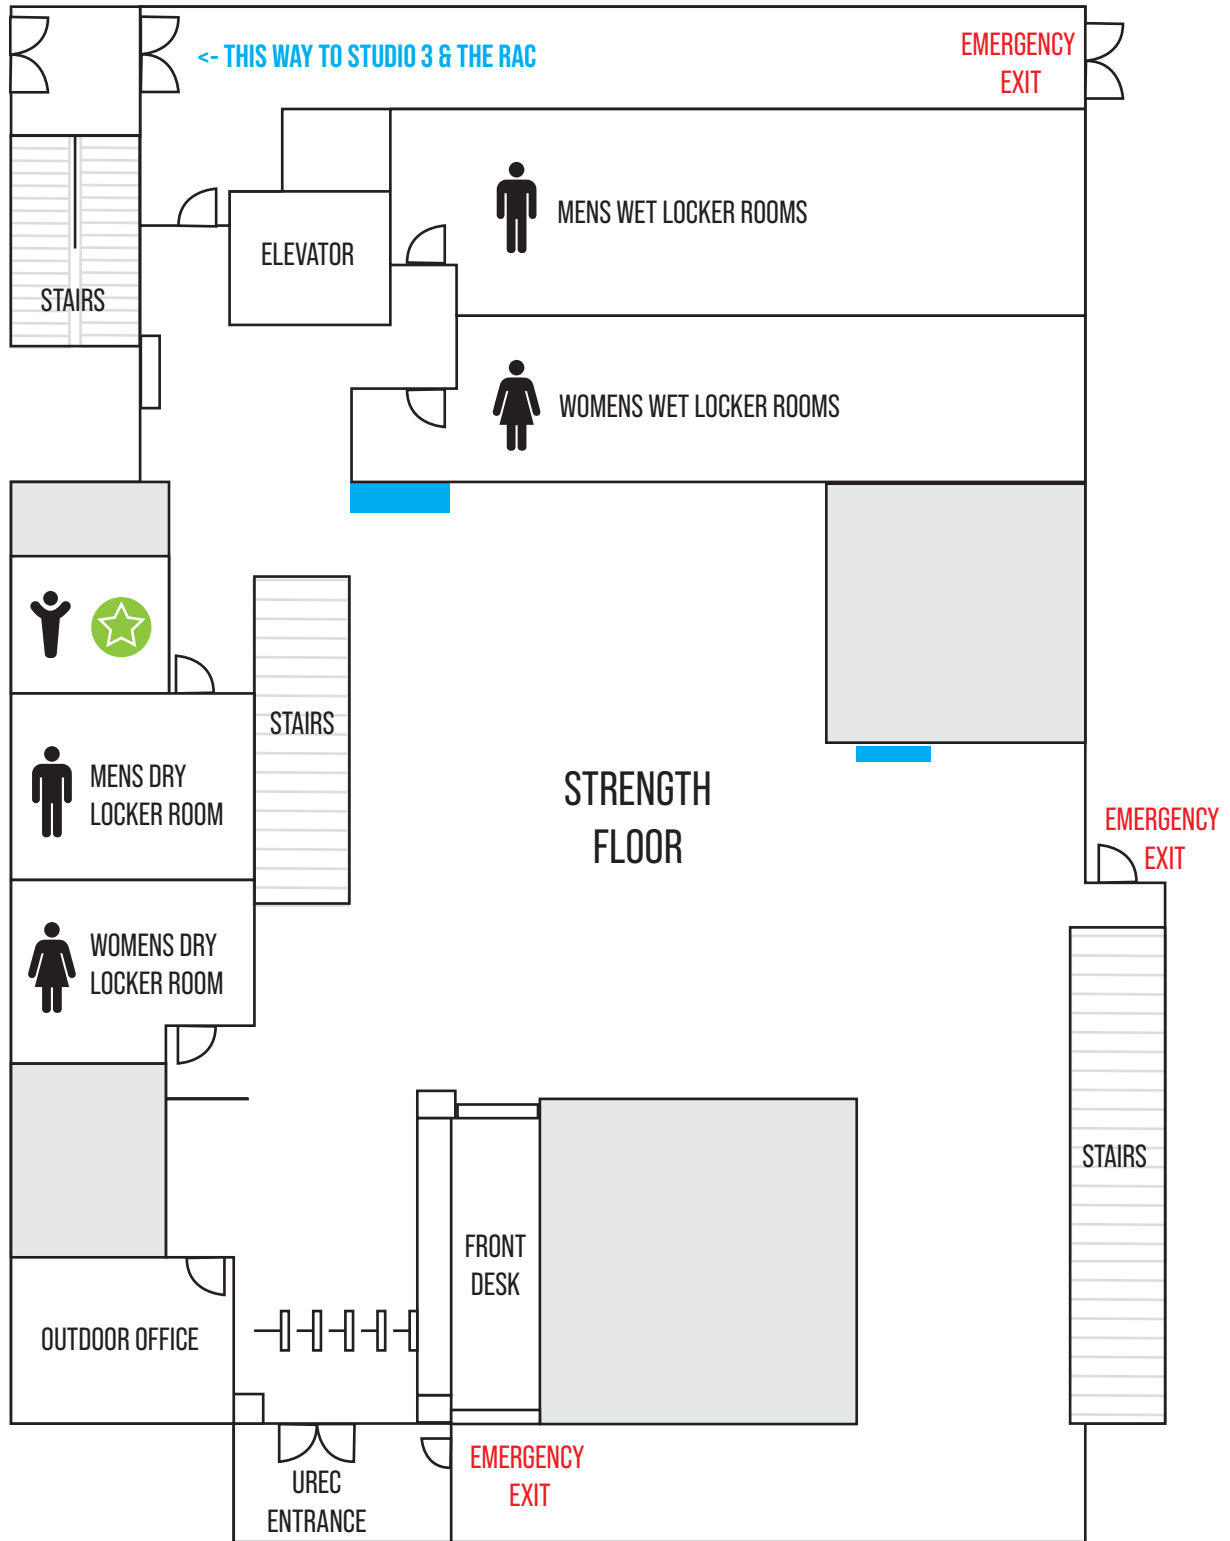 <- THIS WAY TO STUDIO 3 & THE RAC
EMERGENCY
EXIT
MENS WET LOCKER ROOMS
ELEVATOR
STAIRS
WOMENS WET LOCKER ROOMS
STAIRS
MENS DRY
LOCKER ROOM
STRENGTH
FLOOR
EMERGENCY
EXIT
WOMENS DRY
LOCKER ROOM
STAIRS
FRONT
DESK
OUTDOOR OFFICE
EMERGENCY
EXIT
UREC
ENTRANCE